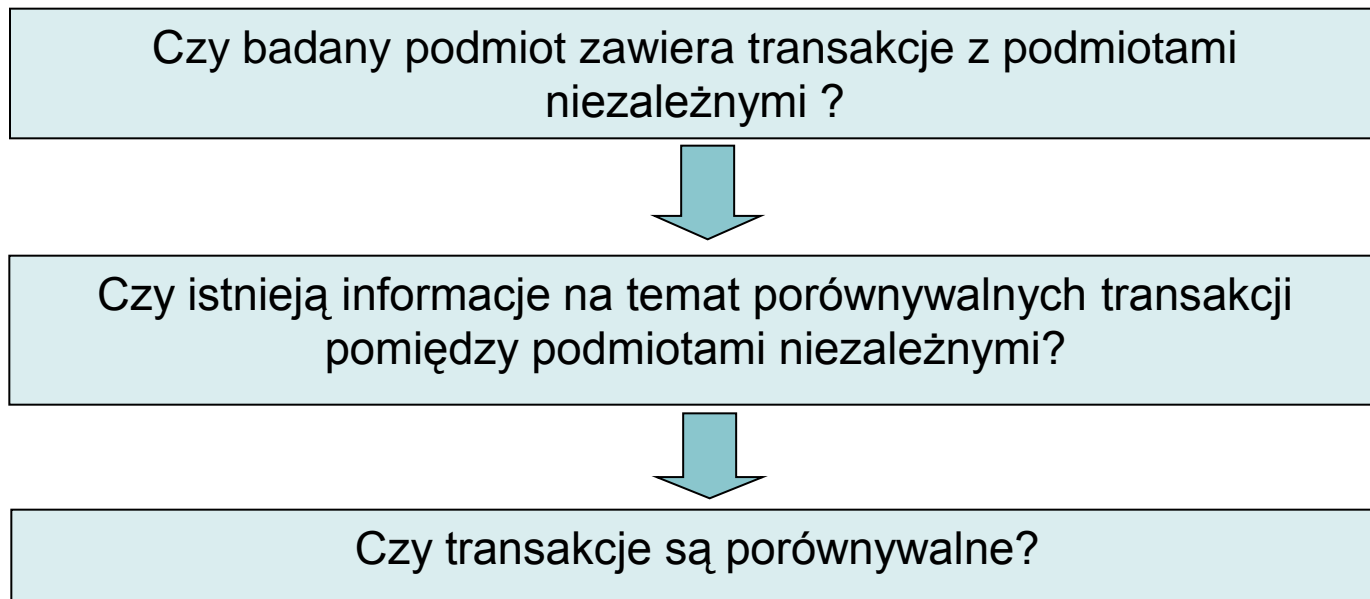 Czy badany podmiot zawiera transakcje z podmiotami
niezależnymi ?
Czy istnieją informacje na temat porównywalnych transakcji
pomiędzy podmiotami niezależnymi?
Czy transakcje są porównywalne?